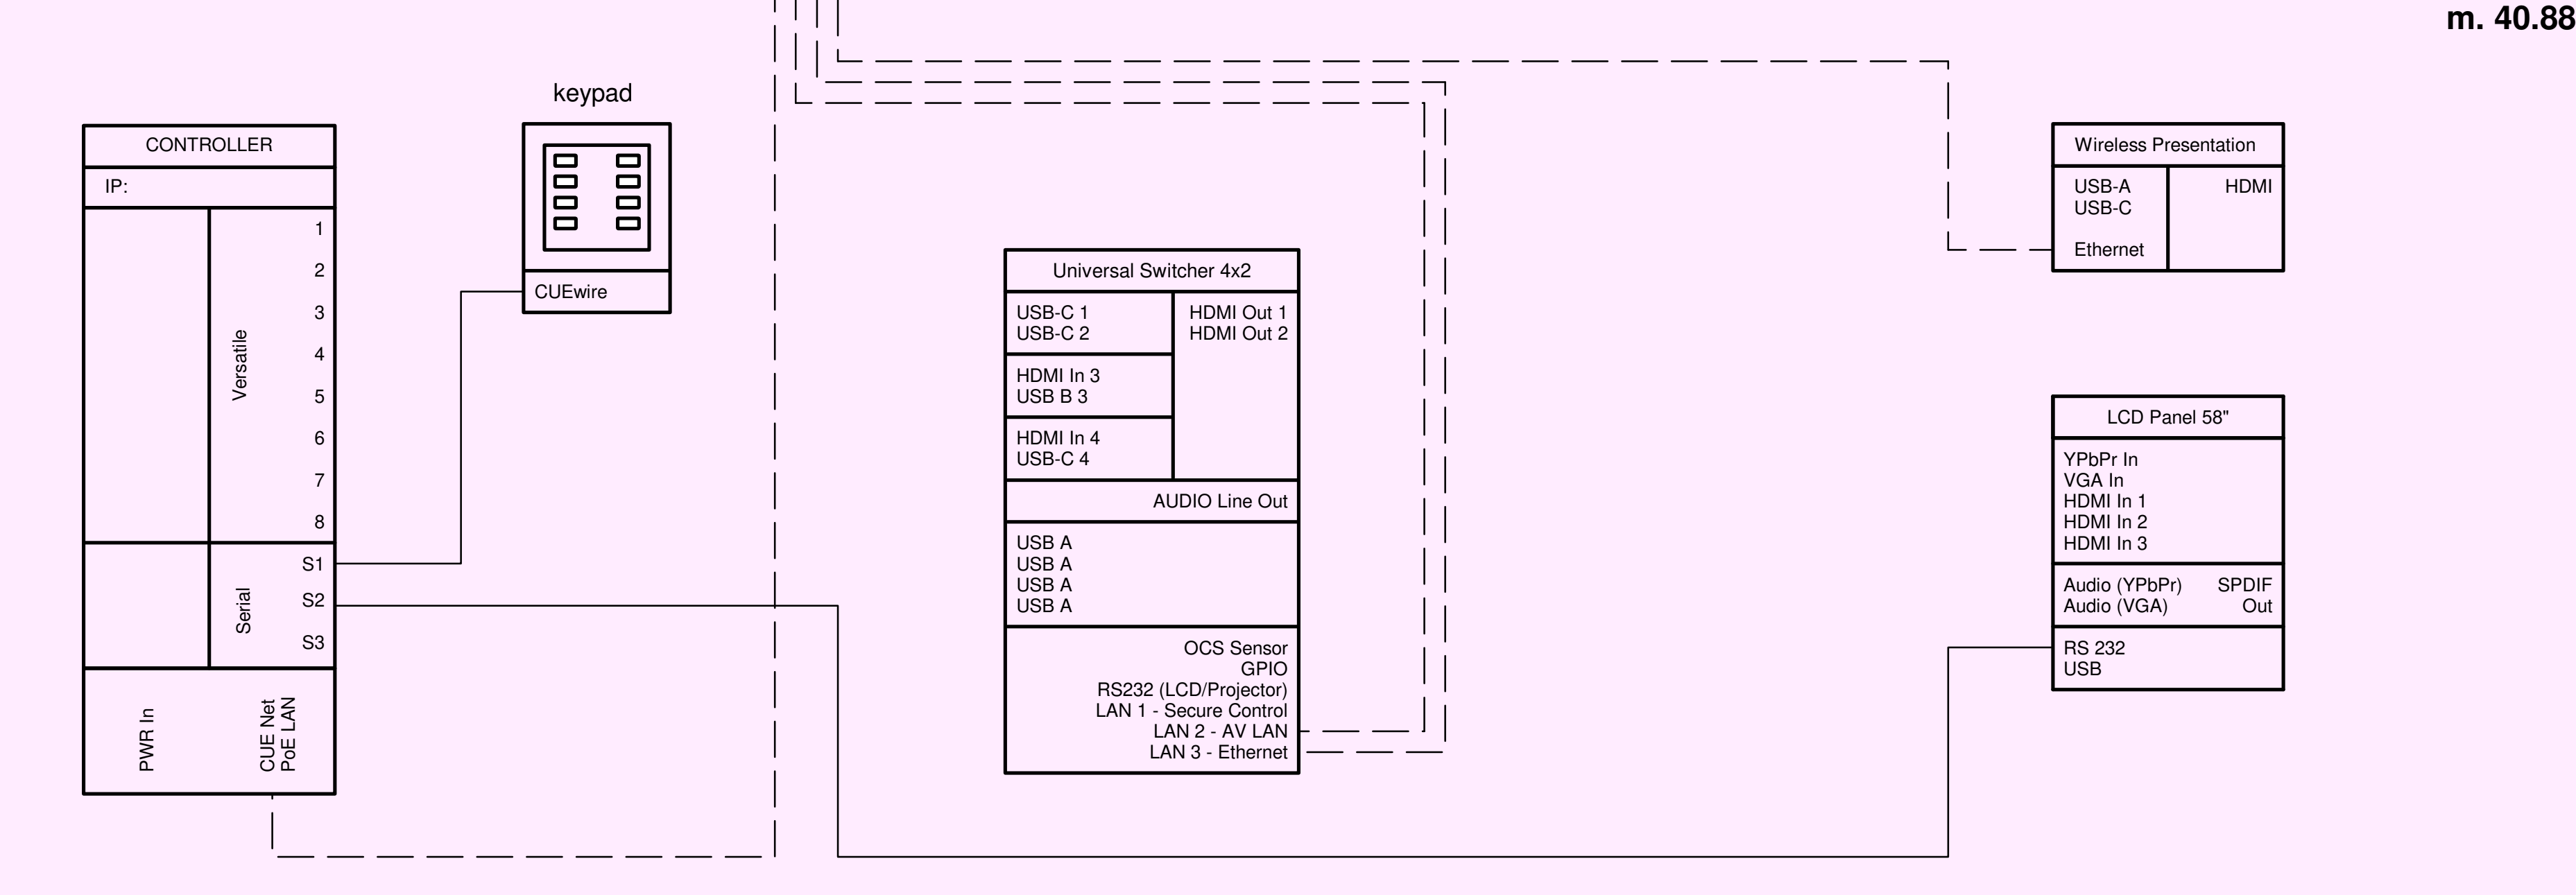 m. 40.88
keypad
CONTROLLER
IP:
Versatile
1
2
3
4
5
6
7
8
Serial
S1
S2
S3
PWR In
CUE Net
PoE LAN
CUEwire
Universal Switcher 4x2
USB-C 1
USB-C 2
HDMI Out 1
HDMI Out 2
HDMI In 3
USB B 3
HDMI In 4
USB-C 4
AUDIO Line Out
USB A
USB A
USB A
USB A
OCS Sensor
GPIO
RS232 (LCD/Projector)
LAN 1 - Secure Control
LAN 2 - AV LAN
LAN 3 - Ethernet
Wireless Presentation
USB-A
USB-C
Ethernet
HDMI
LCD Panel 58"
YPbPr In
VGA In
HDMI In 1
HDMI In 2
HDMI In 3
Audio (YPbPr) SPDIF
Audio (VGA) Out
RS 232
USB